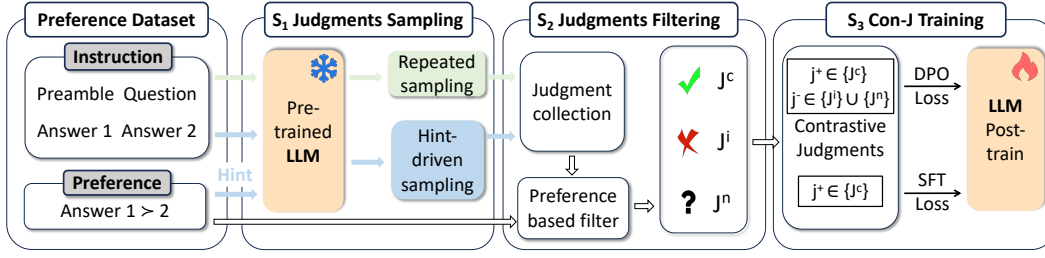 Preference Dataset
Instruction
Preamble Question
Answer 1 Answer 2
Preference
Answer 1 ≻ 2
Hint
S₁ Judgments Sampling
Pre-
trained
LLM
Repeated
sampling
Hint-
driven
sampling
S₂ Judgments Filtering
Judgment
collection
Preference
based filter
Jᶜ
Jⁱ
? Jⁿ
S₃ Con-J Training
j⁺ ∈ {Jᶜ}
j⁻ ∈ {Jⁱ} ∪ {Jⁿ}
Contrastive
Judgments
j⁺ ∈ {Jᶜ}
DPO
Loss
SFT
Loss
LLM
Post-
train